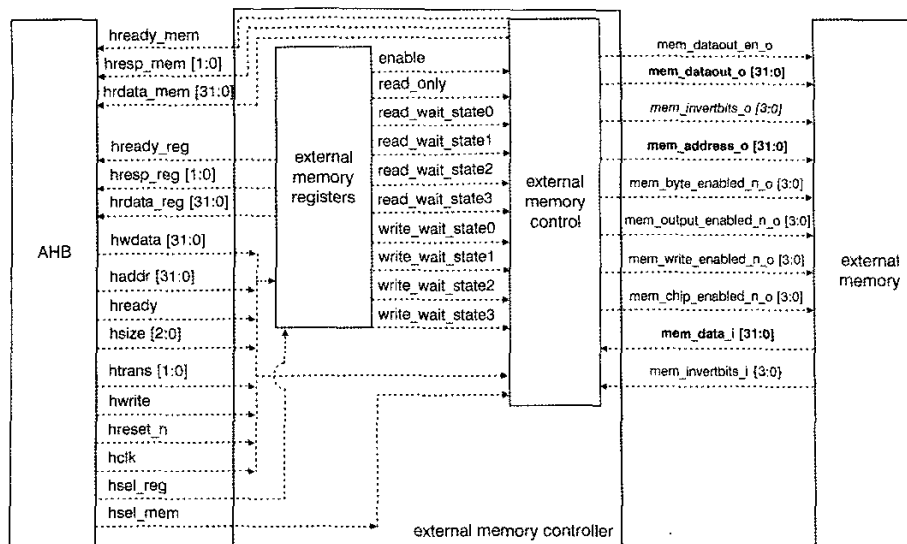 hready_mem
hresp_mem [1:0]
hrdata_mem [31:0]
hready_reg
hresp_reg [1:0]
hrdata_reg [31:0]
hwdata [31:0]
AHB
haddr [31:0]
hready
hsize [2:0]
htrans [1:0]
hwrite
hreset_n
hclk
hsel_reg
hsel_mem
external
memory
registers
enable
read_only
read_wait_state0
read_wait_state1
read_wait_state2
read_wait_state3
write_wait_state0
write_wait_state1
write_wait_state2
write_wait_state3
external
memory
control
mem_dataout_en_o
mem_dataout_o [31:0]
mem_invertbits_o [3:0]
mem_address_o [31:0]
mem_byte_enabled_n_o [3:0]
mem_output_enabled_n_o [3:0]
mem_write_enabled_n_o [3:0]
mem_chip_enabled_n_o [3:0]
mem_data_i [31:0]
mem_invertbits_i {3:0}
external
memory
external memory controller